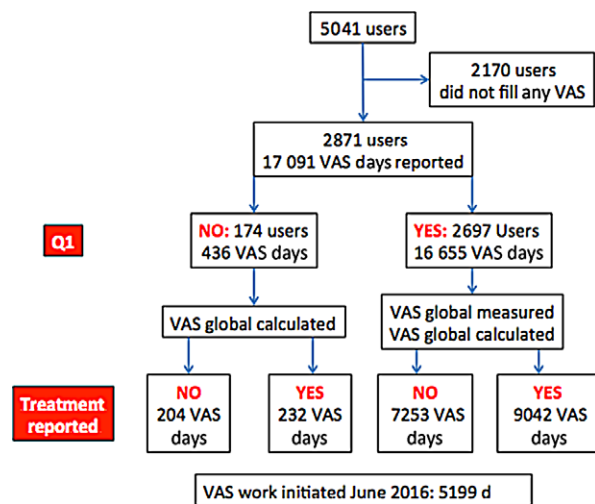 5041 users
2170 users
did not fill any VAS
2871 users
17 091 VAS days reported
Q1
NO: 174 users
436 VAS days
YES: 2697 Users
16 655 VAS days
VAS global calculated
VAS global measured
VAS global calculated
Treatment
reported
NO
204 VAS
days
YES
232 VAS
days
NO
7253 VAS
days
YES
9042 VAS
days
VAS work initiated June 2016: 5199 d